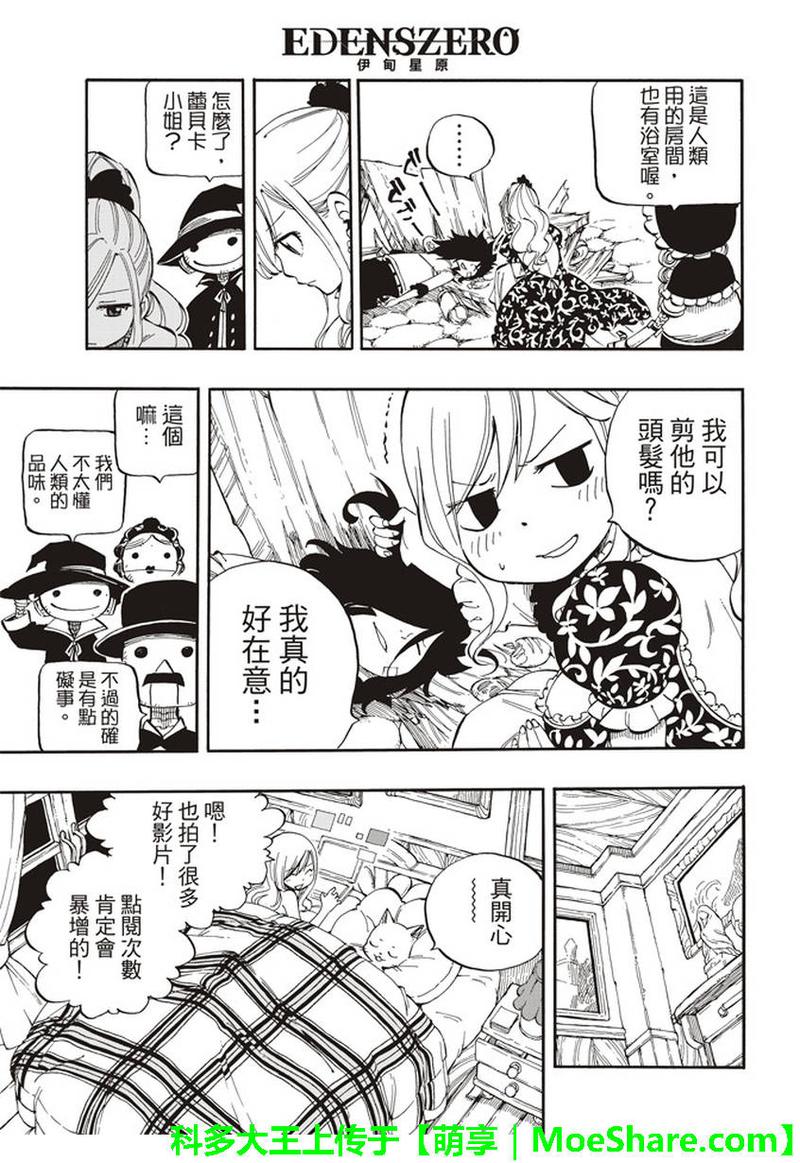 EDENSZERO
伊甸星原
這是人類
用的房間，
也有浴室喔。
……
怎麼了，
蕾貝卡
小姐？
我可以
剪他的
頭髮嗎？
我真的
好在意…
這個
嘛…
我們
不太懂
人類的
品味。
不過的確
是有點
礙事。
真開心
嗯！
也拍了很多
好影片！
點閱次數
肯定會
暴增的！
科多大王上传于【萌享｜MoeShare.com】